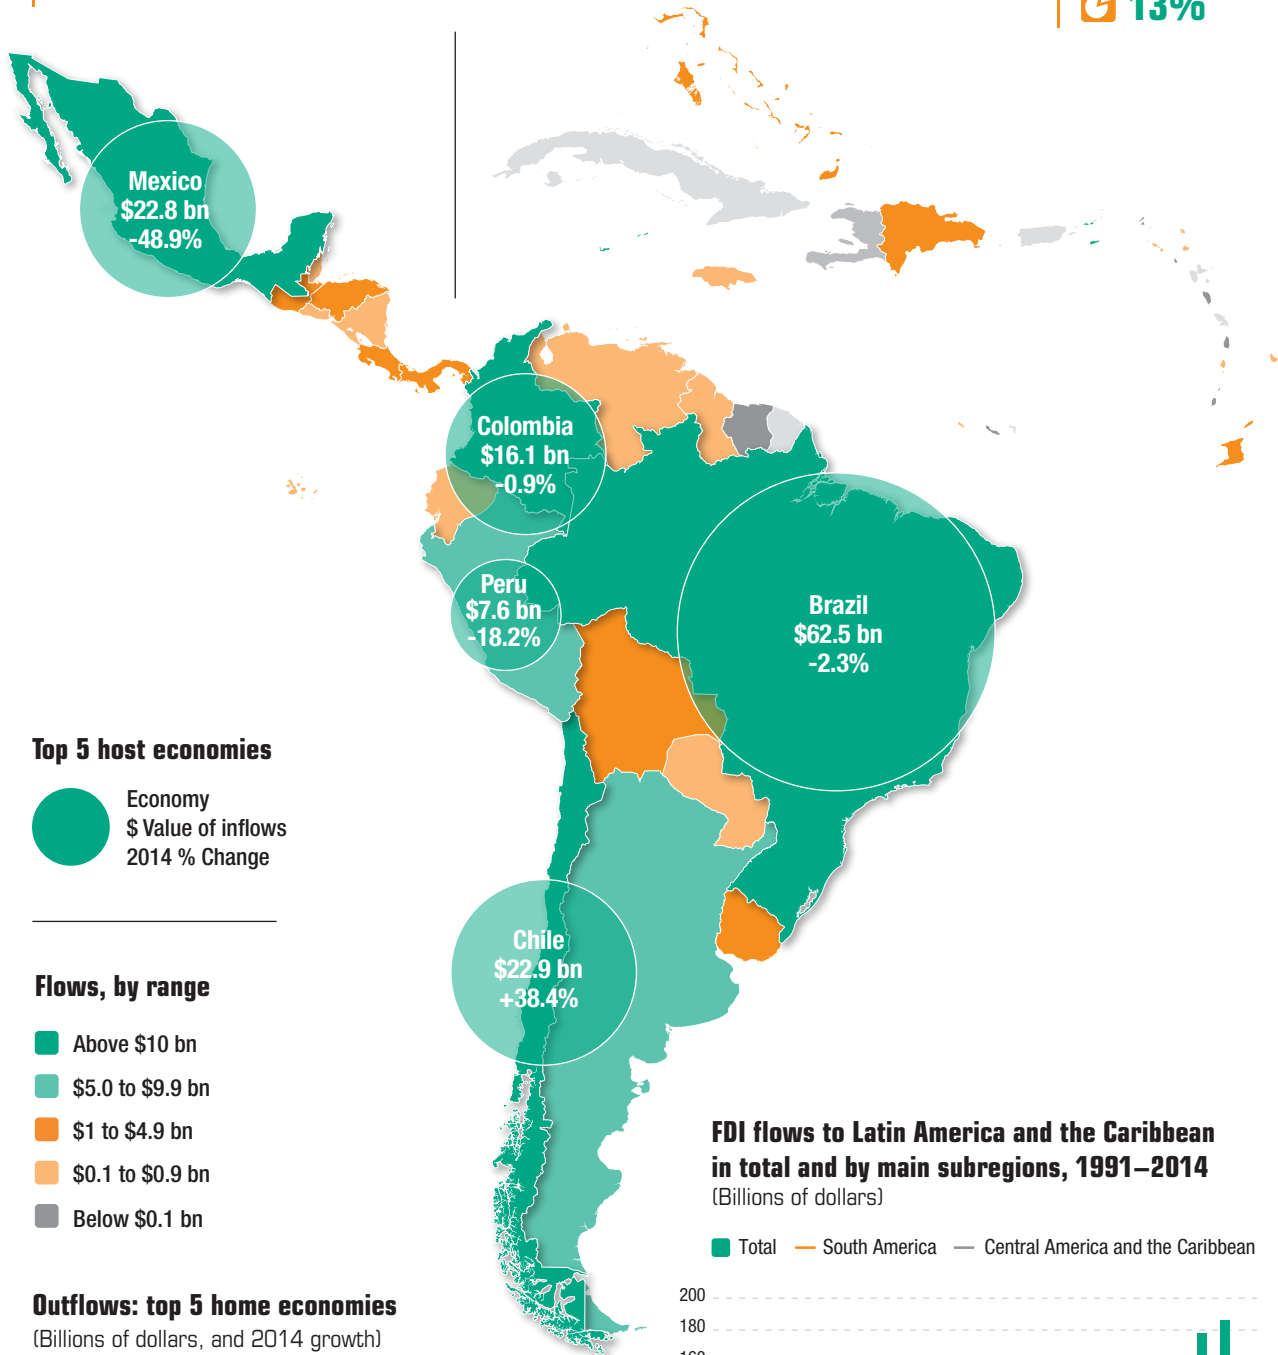 13%
Mexico
$22.8 bn
-48.9%
Colombia
$16.1 bn
-0.9%
Peru
$7.6 bn
-18.2%
Brazil
$62.5 bn
-2.3%
Chile
$22.9 bn
+38.4%
Top 5 host economies
Economy
$ Value of inflows
2014 % Change
Flows, by range
Above $10 bn
$5.0 to $9.9 bn
$1 to $4.9 bn
$0.1 to $0.9 bn
Below $0.1 bn
Outflows: top 5 home economies
(Billions of dollars, and 2014 growth)
FDI flows to Latin America and the Caribbean
in total and by main subregions, 1991–2014
(Billions of dollars)
Total
South America
Central America and the Caribbean
200
180
160